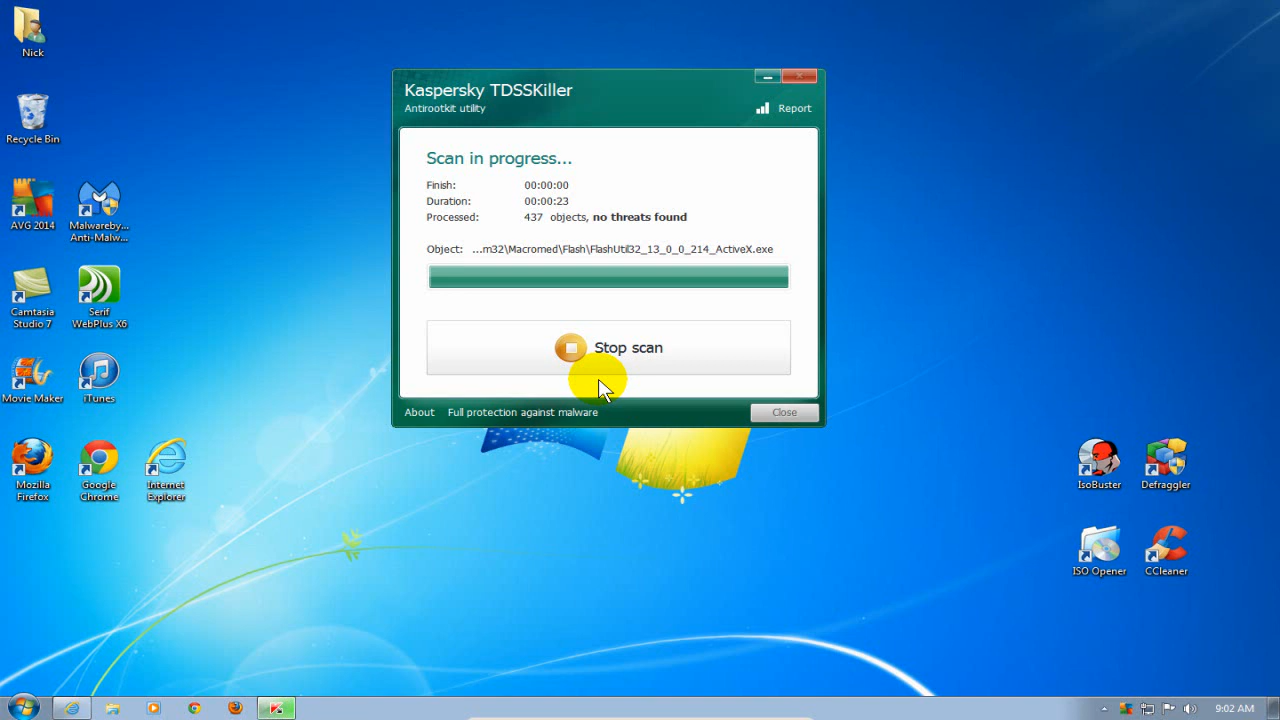 Nick
Recycle Bin
AVG 2014
Malwareby...
Anti-Malw...
Camtasia
Studio 7
Serif
WebPlus X6
Movie Maker
iTunes
Mozilla
Firefox
Google
Chrome
Internet
Explorer
Kaspersky TDSSKiller
Antirootkit utility
Report
Scan in progress...
Finish: 00:00:00
Duration: 00:00:23
Processed: 437 objects, no threats found
Object: ...m32\Macromed\Flash\FlashUtil32_13_0_0_214_ActiveX.exe
Stop scan
About Full protection against malware Close
IsoBuster
Defraggler
ISO Opener
CCleaner
9:02 AM